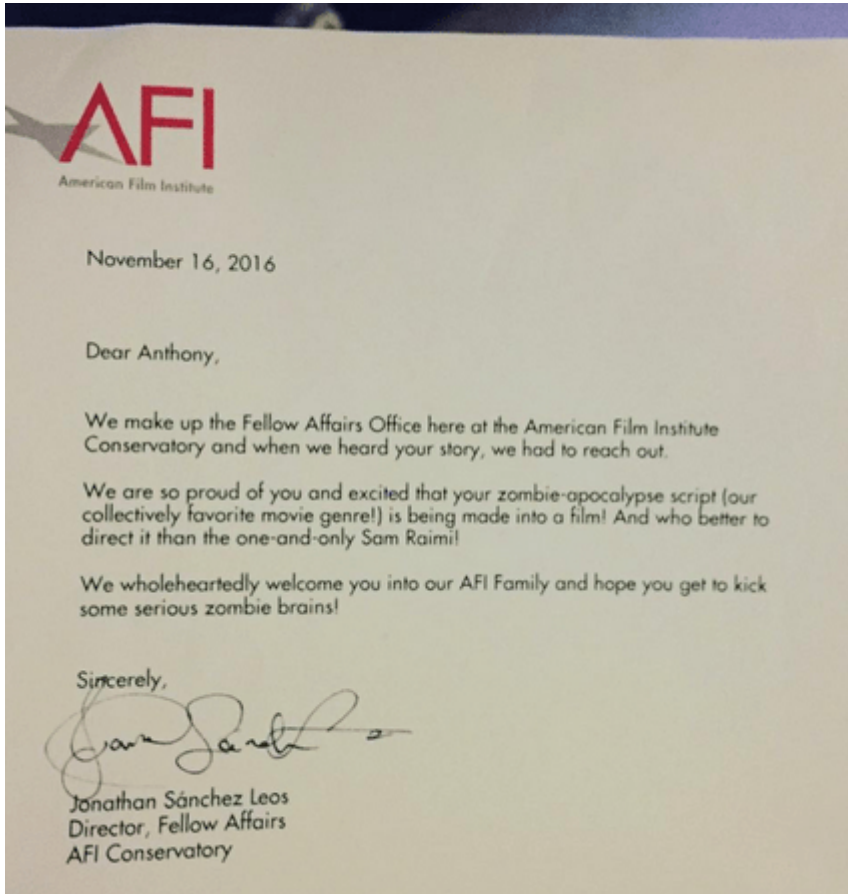 AFI
American Film Institute
November 16, 2016
Dear Anthony,
We make up the Fellow Affairs Office here at the American Film Institute
Conservatory and when we heard your story, we had to reach out.
We are so proud of you and excited that your zombie-apocalypse script (our
collectively favorite movie genre!) is being made into a film! And who better to
direct it than the one-and-only Sam Raimi!
We wholeheartedly welcome you into our AFI Family and hope you get to kick
some serious zombie brains!
Sincerely,
Jonathan Sánchez Leos
Director, Fellow Affairs
AFI Conservatory